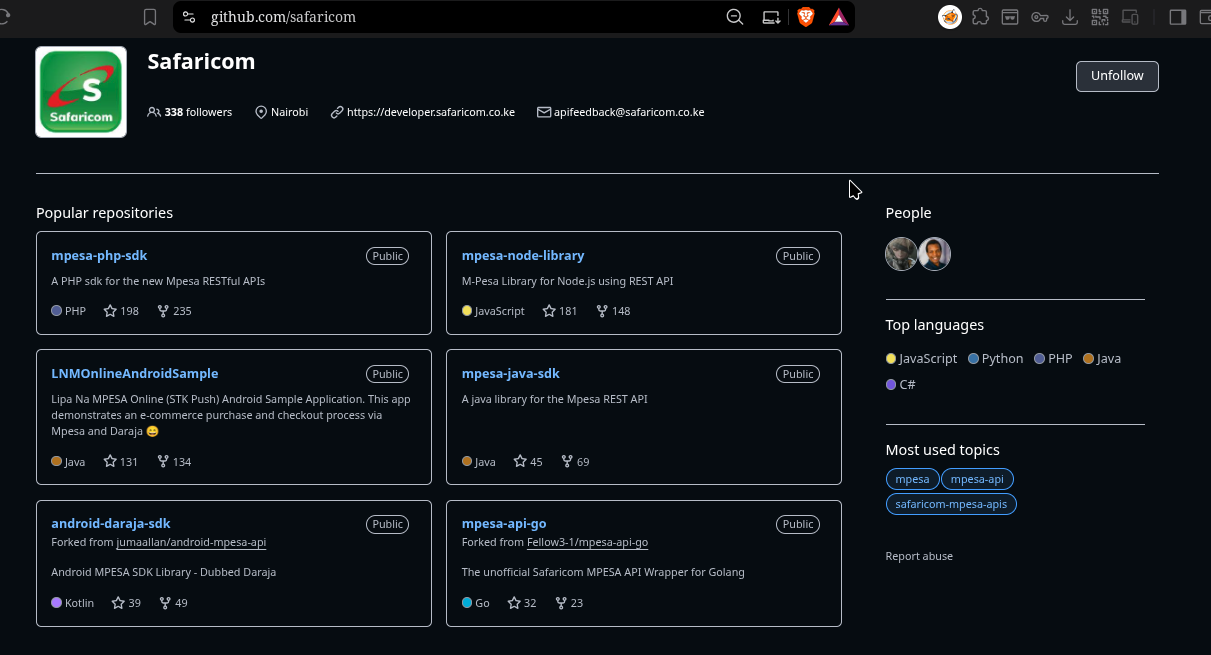 github.com/safaricom
S
Safaricom
Safaricom
338 followers
Nairobi
https://developer.safaricom.co.ke
apifeedback@safaricom.co.ke
Unfollow
Popular repositories
mpesa-php-sdk
Public
A PHP sdk for the new Mpesa RESTful APIs
PHP 198 235
mpesa-node-library
Public
M-Pesa Library for Node.js using REST API
JavaScript 181 148
LNMOnlineAndroidSample
Public
Lipa Na MPESA Online (STK Push) Android Sample Application. This app
demonstrates an e-commerce purchase and checkout process via
Mpesa and Daraja 😄
Java 131 134
mpesa-java-sdk
Public
A java library for the Mpesa REST API
Java 45 69
android-daraja-sdk
Public
Forked from jumaallan/android-mpesa-api
Android MPESA SDK Library - Dubbed Daraja
Kotlin 39 49
mpesa-api-go
Public
Forked from Fellow3-1/mpesa-api-go
The unofficial Safaricom MPESA API Wrapper for Golang
Go 32 23
People
Top languages
JavaScript Python PHP Java
C#
Most used topics
mpesa mpesa-api
safaricom-mpesa-apis
Report abuse